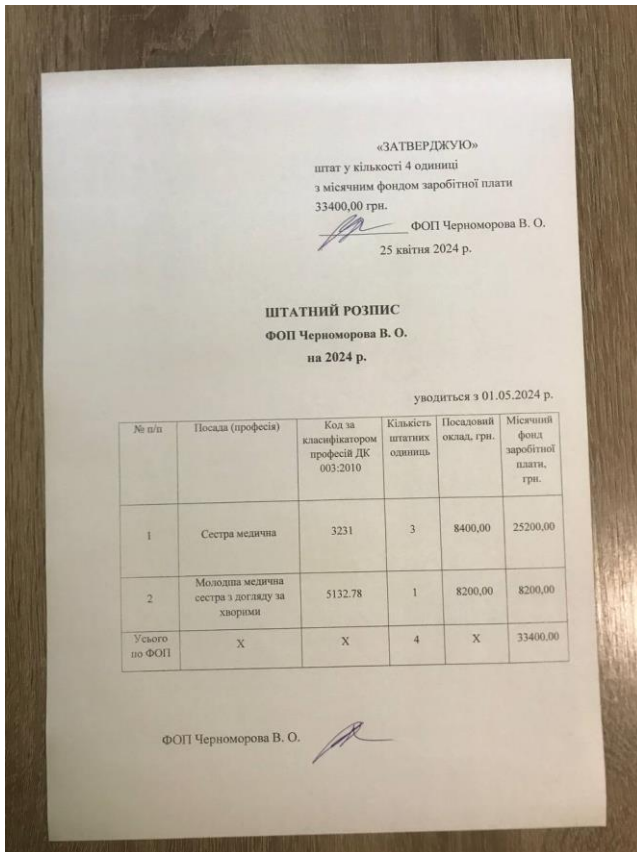 «ЗАТВЕРДЖУЮ»
штат у кількості 4 одиниці
з місячним фондом заробітної плати
33400,00 грн.
ФОП Черноморова В. О.
25 квітня 2024 р.
ШТАТНИЙ РОЗПИС
ФОП Черноморова В. О.
на 2024 р.
уводиться з 01.05.2024 р.
№ п/п
Посада (професія)
Код за
класифікатором
професій ДК
003:2010
Кількість
штатних
одиниць
Посадовий
оклад, грн.
Місячний
фонд
заробітної
плати,
грн.
1
Сестра медична
3231
3
8400,00
25200,00
2
Молодша медична
сестра з догляду за
хворими
5132.78
1
8200,00
8200,00
Усього
по ФОП
Х
Х
4
Х
33400,00
ФОП Черноморова В. О.